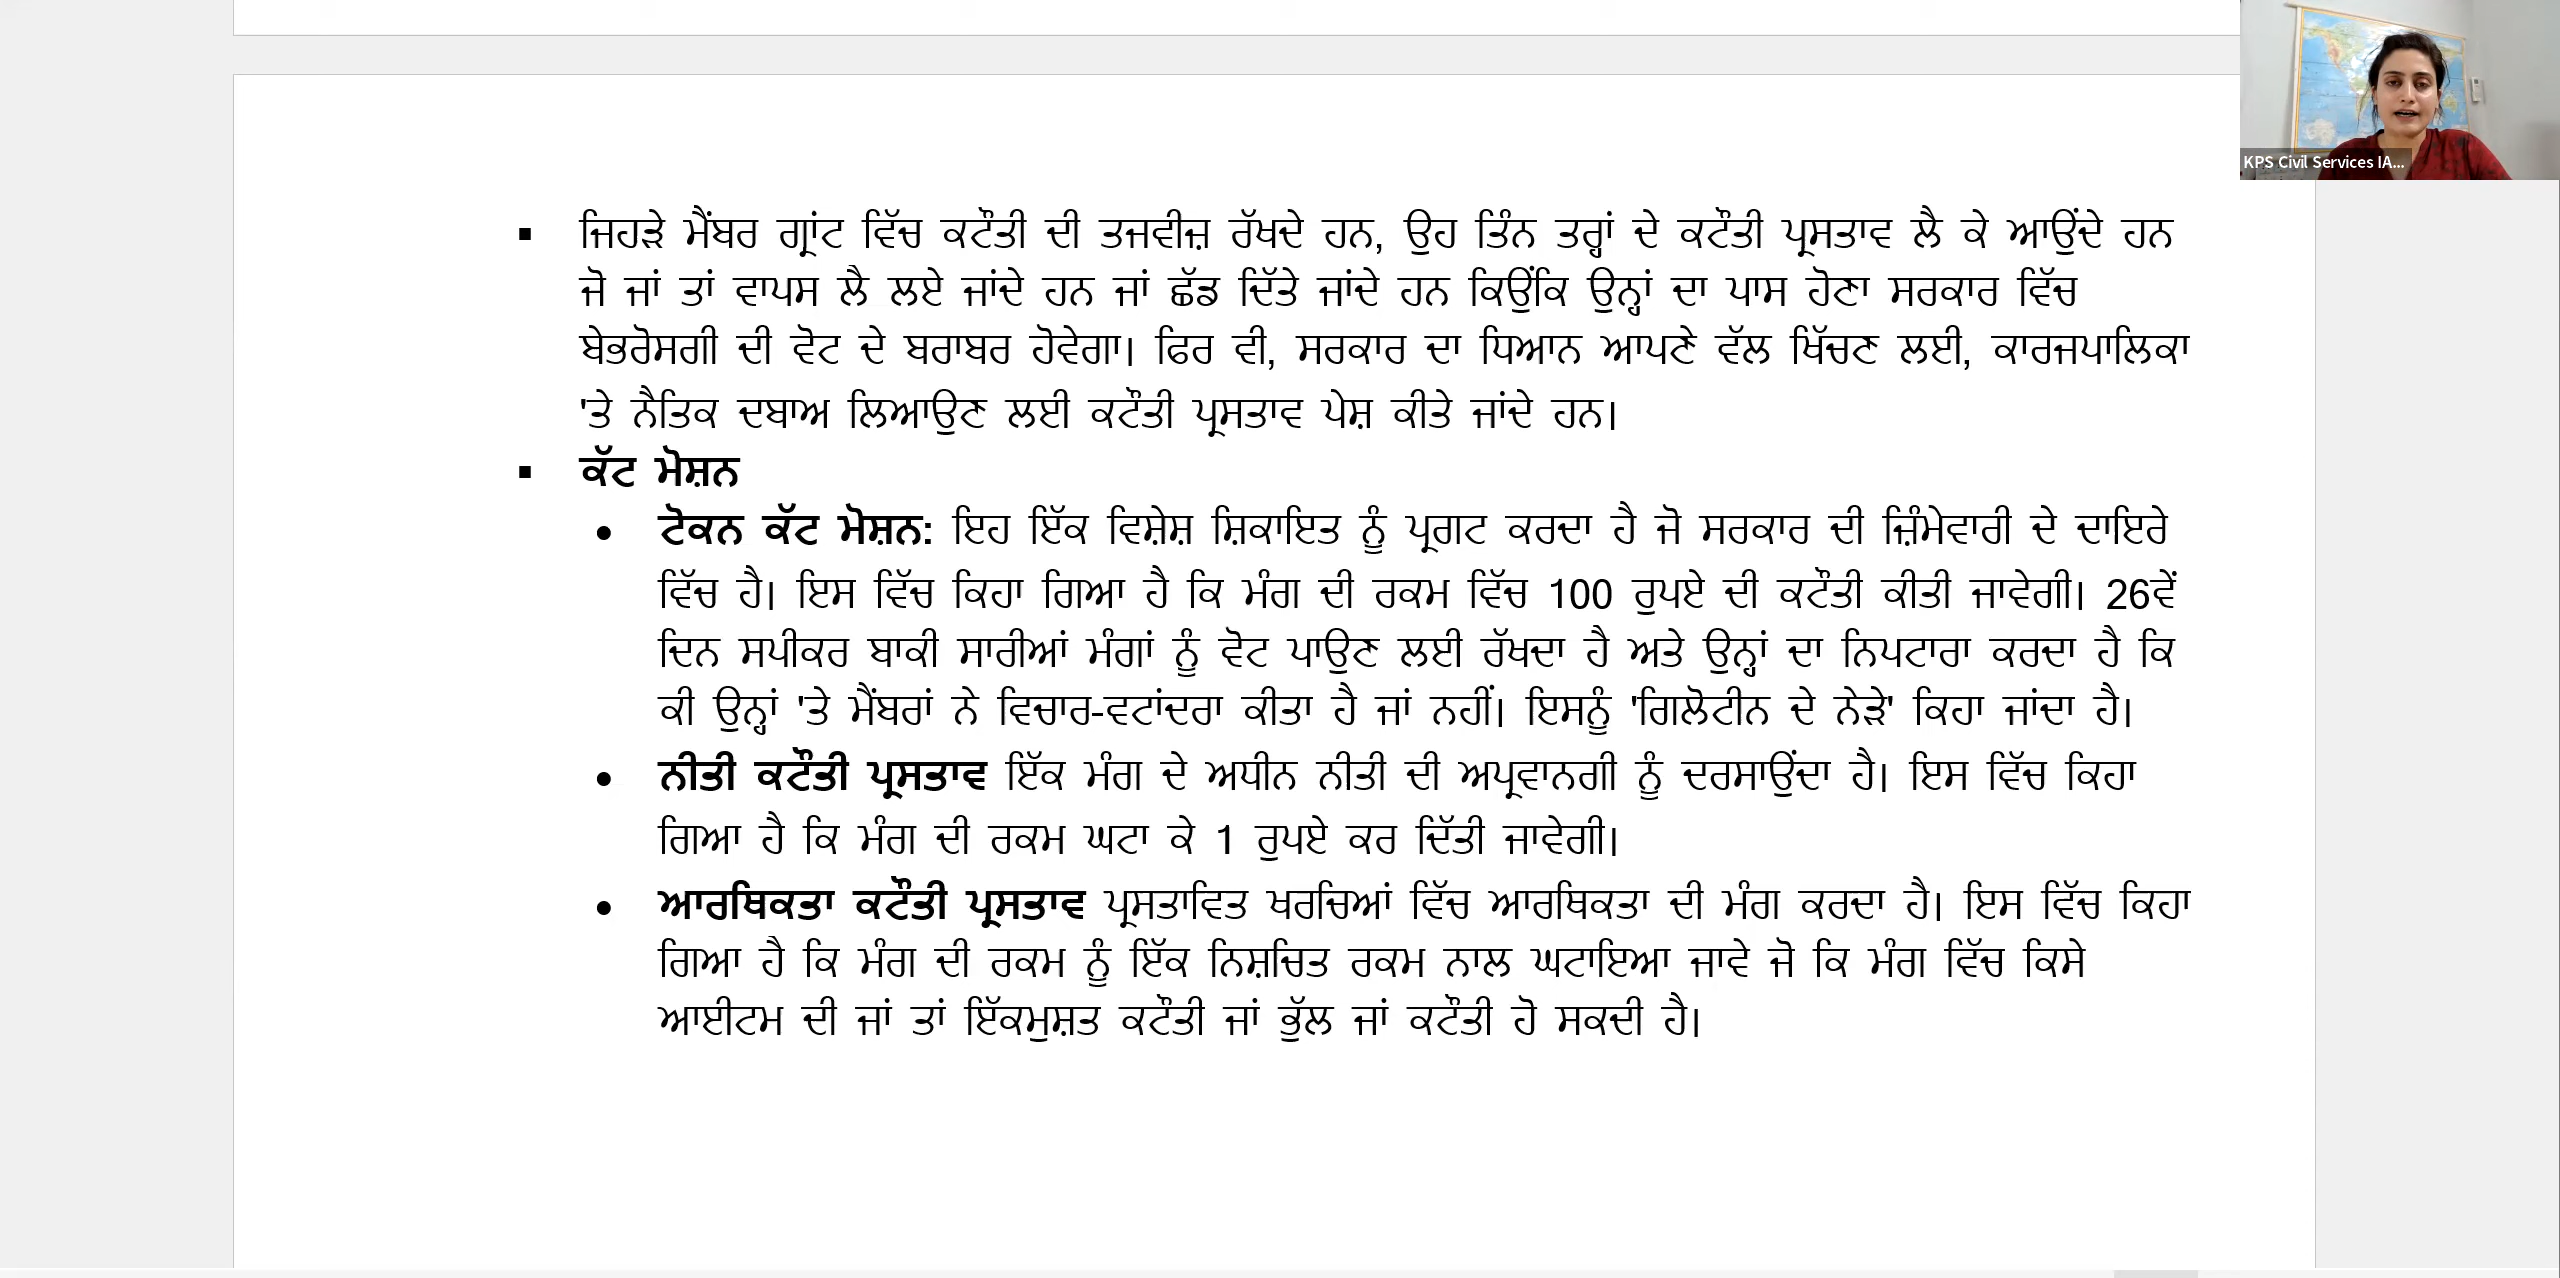 KPS Civil Services IA...
▪ ਜਿਹੜੇ ਮੈਂਬਰ ਗ੍ਰਾਂਟ ਵਿੱਚ ਕਟੌਤੀ ਦੀ ਤਜਵੀਜ਼ ਰੱਖਦੇ ਹਨ, ਉਹ ਤਿੰਨ ਤਰ੍ਹਾਂ ਦੇ ਕਟੌਤੀ ਪ੍ਰਸਤਾਵ ਲੈ ਕੇ ਆਉਂਦੇ ਹਨ
ਜੋ ਜਾਂ ਤਾਂ ਵਾਪਸ ਲੈ ਲਏ ਜਾਂਦੇ ਹਨ ਜਾਂ ਛੱਡ ਦਿੱਤੇ ਜਾਂਦੇ ਹਨ ਕਿਉਂਕਿ ਉਨ੍ਹਾਂ ਦਾ ਪਾਸ ਹੋਣਾ ਸਰਕਾਰ ਵਿੱਚ
ਬੇਭਰੋਸਗੀ ਦੀ ਵੋਟ ਦੇ ਬਰਾਬਰ ਹੋਵੇਗਾ। ਫਿਰ ਵੀ, ਸਰਕਾਰ ਦਾ ਧਿਆਨ ਆਪਣੇ ਵੱਲ ਖਿੱਚਣ ਲਈ, ਕਾਰਜਪਾਲਿਕਾ
'ਤੇ ਨੈਤਿਕ ਦਬਾਅ ਲਿਆਉਣ ਲਈ ਕਟੌਤੀ ਪ੍ਰਸਤਾਵ ਪੇਸ਼ ਕੀਤੇ ਜਾਂਦੇ ਹਨ।
▪ ਕੱਟ ਮੋਸ਼ਨ
• ਟੋਕਨ ਕੱਟ ਮੋਸ਼ਨ: ਇਹ ਇੱਕ ਵਿਸ਼ੇਸ਼ ਸ਼ਿਕਾਇਤ ਨੂੰ ਪ੍ਰਗਟ ਕਰਦਾ ਹੈ ਜੋ ਸਰਕਾਰ ਦੀ ਜ਼ਿੰਮੇਵਾਰੀ ਦੇ ਦਾਇਰੇ
ਵਿੱਚ ਹੈ। ਇਸ ਵਿੱਚ ਕਿਹਾ ਗਿਆ ਹੈ ਕਿ ਮੰਗ ਦੀ ਰਕਮ ਵਿੱਚ 100 ਰੁਪਏ ਦੀ ਕਟੌਤੀ ਕੀਤੀ ਜਾਵੇਗੀ। 26ਵੇਂ
ਦਿਨ ਸਪੀਕਰ ਬਾਕੀ ਸਾਰੀਆਂ ਮੰਗਾਂ ਨੂੰ ਵੋਟ ਪਾਉਣ ਲਈ ਰੱਖਦਾ ਹੈ ਅਤੇ ਉਨ੍ਹਾਂ ਦਾ ਨਿਪਟਾਰਾ ਕਰਦਾ ਹੈ ਕਿ
ਕੀ ਉਨ੍ਹਾਂ 'ਤੇ ਮੈਂਬਰਾਂ ਨੇ ਵਿਚਾਰ-ਵਟਾਂਦਰਾ ਕੀਤਾ ਹੈ ਜਾਂ ਨਹੀਂ। ਇਸਨੂੰ 'ਗਿਲੋਟੀਨ ਦੇ ਨੇੜੇ' ਕਿਹਾ ਜਾਂਦਾ ਹੈ।
• ਨੀਤੀ ਕਟੌਤੀ ਪ੍ਰਸਤਾਵ ਇੱਕ ਮੰਗ ਦੇ ਅਧੀਨ ਨੀਤੀ ਦੀ ਅਪ੍ਰਵਾਨਗੀ ਨੂੰ ਦਰਸਾਉਂਦਾ ਹੈ। ਇਸ ਵਿੱਚ ਕਿਹਾ
ਗਿਆ ਹੈ ਕਿ ਮੰਗ ਦੀ ਰਕਮ ਘਟਾ ਕੇ 1 ਰੁਪਏ ਕਰ ਦਿੱਤੀ ਜਾਵੇਗੀ।
• ਆਰਥਿਕਤਾ ਕਟੌਤੀ ਪ੍ਰਸਤਾਵ ਪ੍ਰਸਤਾਵਿਤ ਖਰਚਿਆਂ ਵਿੱਚ ਆਰਥਿਕਤਾ ਦੀ ਮੰਗ ਕਰਦਾ ਹੈ। ਇਸ ਵਿੱਚ ਕਿਹਾ
ਗਿਆ ਹੈ ਕਿ ਮੰਗ ਦੀ ਰਕਮ ਨੂੰ ਇੱਕ ਨਿਸ਼ਚਿਤ ਰਕਮ ਨਾਲ ਘਟਾਇਆ ਜਾਵੇ ਜੋ ਕਿ ਮੰਗ ਵਿੱਚ ਕਿਸੇ
ਆਈਟਮ ਦੀ ਜਾਂ ਤਾਂ ਇੱਕਮੁਸ਼ਤ ਕਟੌਤੀ ਜਾਂ ਭੁੱਲ ਜਾਂ ਕਟੌਤੀ ਹੋ ਸਕਦੀ ਹੈ।